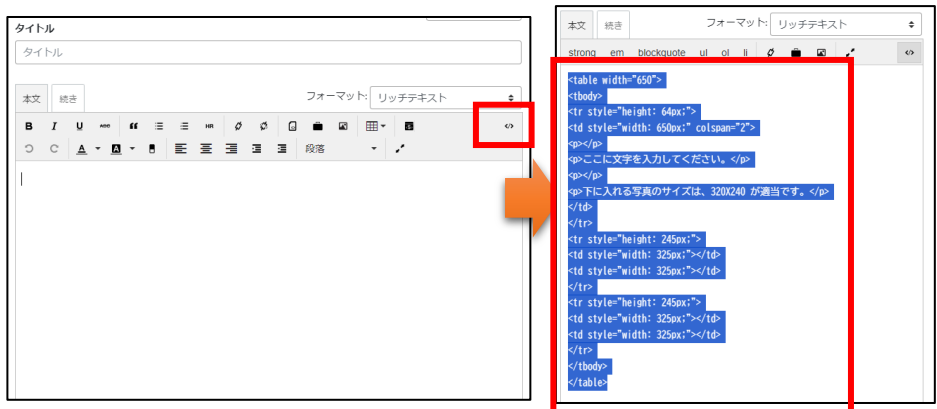 タイトル
タイトル
本文 続き フォーマット: リッチテキスト
B I U ABC HR
A A 段落
本文 続き フォーマット: リッチテキスト
strong em blockquote ul ol li
<table width="650">
<tbody>
<tr style="height: 64px;">
<td style="width: 650px;" colspan="2">
<p></p>
<p>ここに文字を入力してください。</p>
<p></p>
<p>下に入れる写真のサイズは、320X240 が適当です。</p>
</td>
</tr>
<tr style="height: 245px;">
<td style="width: 325px;"></td>
<td style="width: 325px;"></td>
</tr>
<tr style="height: 245px;">
<td style="width: 325px;"></td>
<td style="width: 325px;"></td>
</tr>
</tbody>
</table>